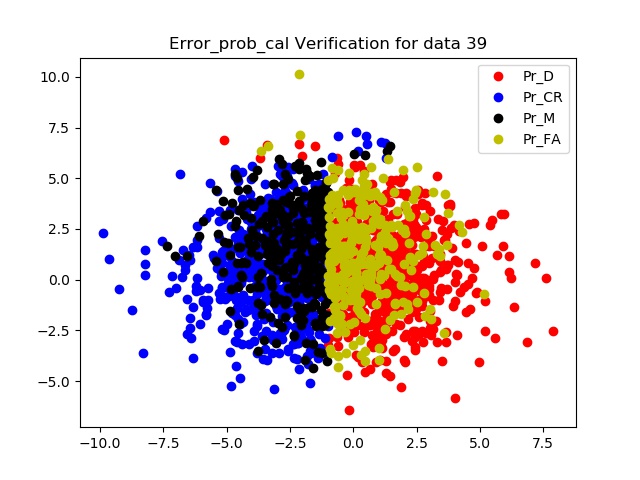 Error_prob_cal Verification for data 39
Pr_D
Pr_CR
Pr_M
Pr_FA
10.0
7.5
5.0
2.5
0.0
−2.5
−5.0
−10.0 −7.5 −5.0 −2.5 0.0 2.5 5.0 7.5